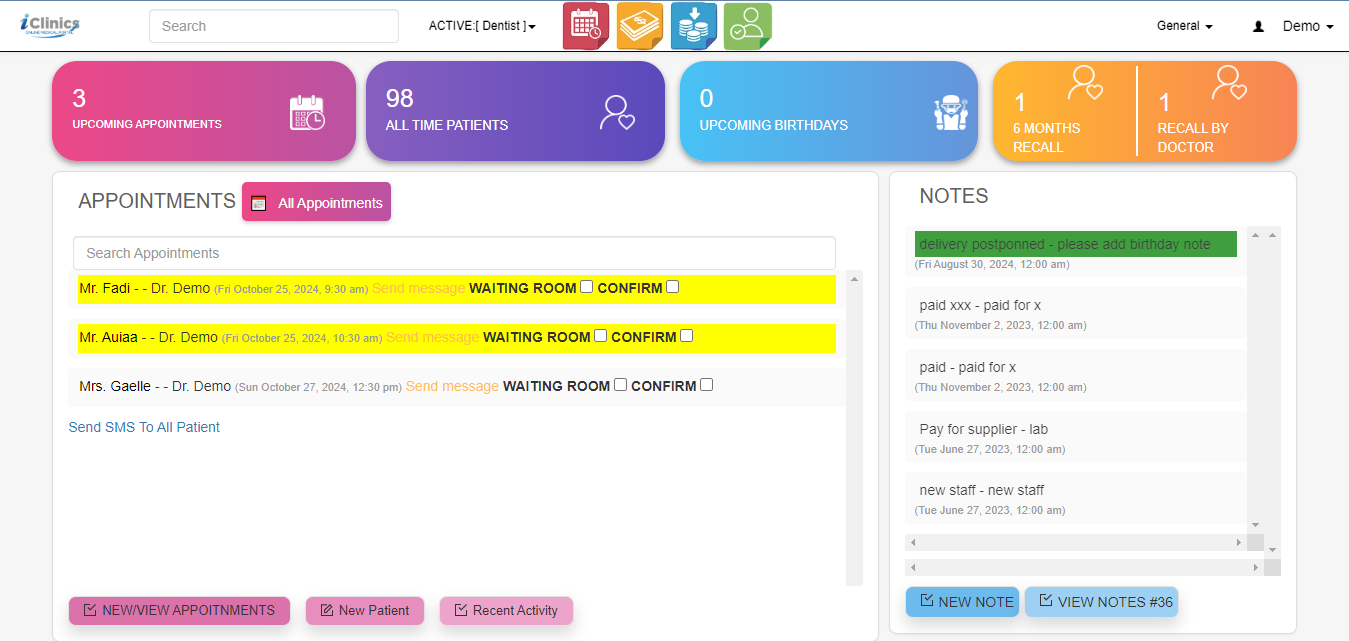 iClinics
ONLINE MEDICAL PORTAL
Search
ACTIVE:[ Dentist ]
General
Demo
3
UPCOMING APPOINTMENTS
98
ALL TIME PATIENTS
0
UPCOMING BIRTHDAYS
1
6 MONTHS
RECALL
1
RECALL BY
DOCTOR
APPOINTMENTS
All Appointments
Search Appointments
Mr. Fadi - - Dr. Demo (Fri October 25, 2024, 9:30 am) Send message WAITING ROOM CONFIRM
Mr. Auiaa - - Dr. Demo (Fri October 25, 2024, 10:30 am) Send message WAITING ROOM CONFIRM
Mrs. Gaelle - - Dr. Demo (Sun October 27, 2024, 12:30 pm) Send message WAITING ROOM CONFIRM
Send SMS To All Patient
NEW/VIEW APPOITNMENTS
New Patient
Recent Activity
NOTES
delivery postponned - please add birthday note
(Fri August 30, 2024, 12:00 am)
paid xxx - paid for x
(Thu November 2, 2023, 12:00 am)
paid - paid for x
(Thu November 2, 2023, 12:00 am)
Pay for supplier - lab
(Tue June 27, 2023, 12:00 am)
new staff - new staff
(Tue June 27, 2023, 12:00 am)
NEW NOTE
VIEW NOTES #36